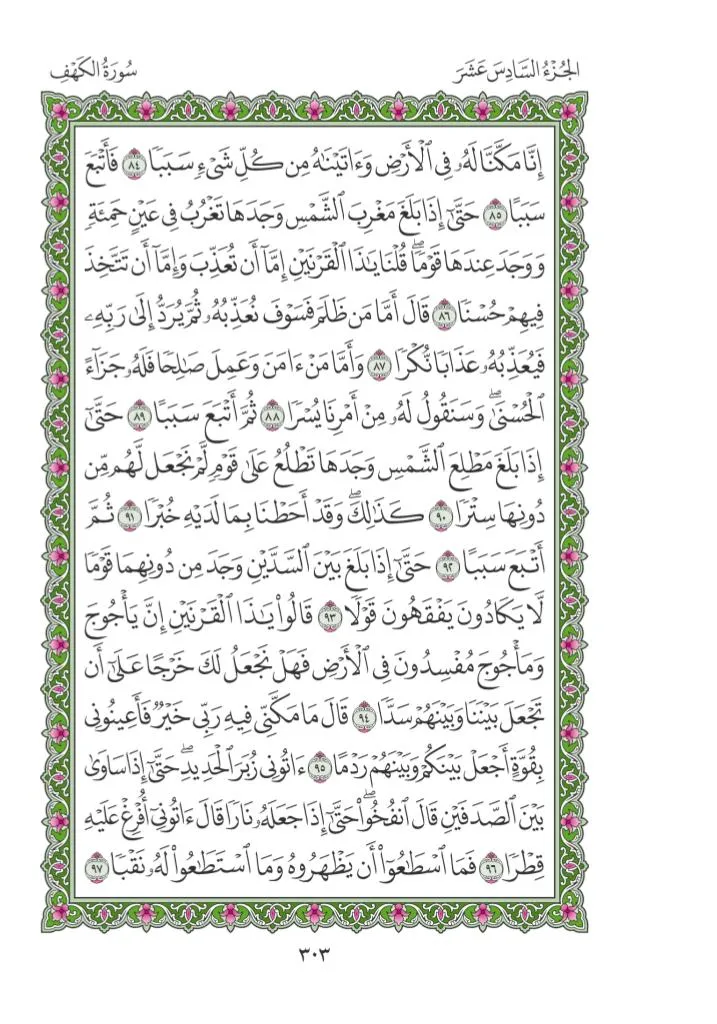 الجُزْءُ السَّادِسَ عَشَرَ
سُورَةُ الكَهْفِ
إِنَّا مَكَّنَّا لَهُۥ فِى ٱلْأَرْضِ وَءَاتَيْنَٰهُ مِن كُلِّ شَىْءٍ سَبَبًا ٨٤ فَأَتْبَعَ
سَبَبًا ٨٥ حَتَّىٰٓ إِذَا بَلَغَ مَغْرِبَ ٱلشَّمْسِ وَجَدَهَا تَغْرُبُ فِى عَيْنٍ حَمِئَةٍ
وَوَجَدَ عِندَهَا قَوْمًاۖ قُلْنَا يَٰذَا ٱلْقَرْنَيْنِ إِمَّآ أَن تُعَذِّبَ وَإِمَّآ أَن تَتَّخِذَ
فِيهِمْ حُسْنًا ٨٦ قَالَ أَمَّا مَن ظَلَمَ فَسَوْفَ نُعَذِّبُهُۥ ثُمَّ يُرَدُّ إِلَىٰ رَبِّهِۦ
فَيُعَذِّبُهُۥ عَذَابًا نُّكْرًا ٨٧ وَأَمَّا مَنْ ءَامَنَ وَعَمِلَ صَٰلِحًا فَلَهُۥ جَزَآءً
ٱلْحُسْنَىٰۖ وَسَنَقُولُ لَهُۥ مِنْ أَمْرِنَا يُسْرًا ٨٨ ثُمَّ أَتْبَعَ سَبَبًا ٨٩ حَتَّىٰٓ
إِذَا بَلَغَ مَطْلِعَ ٱلشَّمْسِ وَجَدَهَا تَطْلُعُ عَلَىٰ قَوْمٍ لَّمْ نَجْعَل لَّهُم مِّن
دُونِهَا سِتْرًا ٩٠ كَذَٰلِكَۖ وَقَدْ أَحَطْنَا بِمَا لَدَيْهِ خُبْرًا ٩١ ثُمَّ
أَتْبَعَ سَبَبًا ٩٢ حَتَّىٰٓ إِذَا بَلَغَ بَيْنَ ٱلسَّدَّيْنِ وَجَدَ مِن دُونِهِمَا قَوْمًا
لَّا يَكَادُونَ يَفْقَهُونَ قَوْلًا ٩٣ قَالُوا۟ يَٰذَا ٱلْقَرْنَيْنِ إِنَّ يَأْجُوجَ
وَمَأْجُوجَ مُفْسِدُونَ فِى ٱلْأَرْضِ فَهَلْ نَجْعَلُ لَكَ خَرْجًا عَلَىٰٓ أَن
تَجْعَلَ بَيْنَنَا وَبَيْنَهُمْ سَدًّا ٩٤ قَالَ مَا مَكَّنِّى فِيهِ رَبِّى خَيْرٌ فَأَعِينُونِى
بِقُوَّةٍ أَجْعَلْ بَيْنَكُمْ وَبَيْنَهُمْ رَدْمًا ٩٥ ءَاتُونِى زُبَرَ ٱلْحَدِيدِۖ حَتَّىٰٓ إِذَا سَاوَىٰ
بَيْنَ ٱلصَّدَفَيْنِ قَالَ ٱنفُخُوا۟ۖ حَتَّىٰٓ إِذَا جَعَلَهُۥ نَارًا قَالَ ءَاتُونِىٓ أُفْرِغْ عَلَيْهِ
قِطْرًا ٩٦ فَمَا ٱسْطَٰعُوٓا۟ أَن يَظْهَرُوهُ وَمَا ٱسْتَطَٰعُوا۟ لَهُۥ نَقْبًا ٩٧
٣٠٣